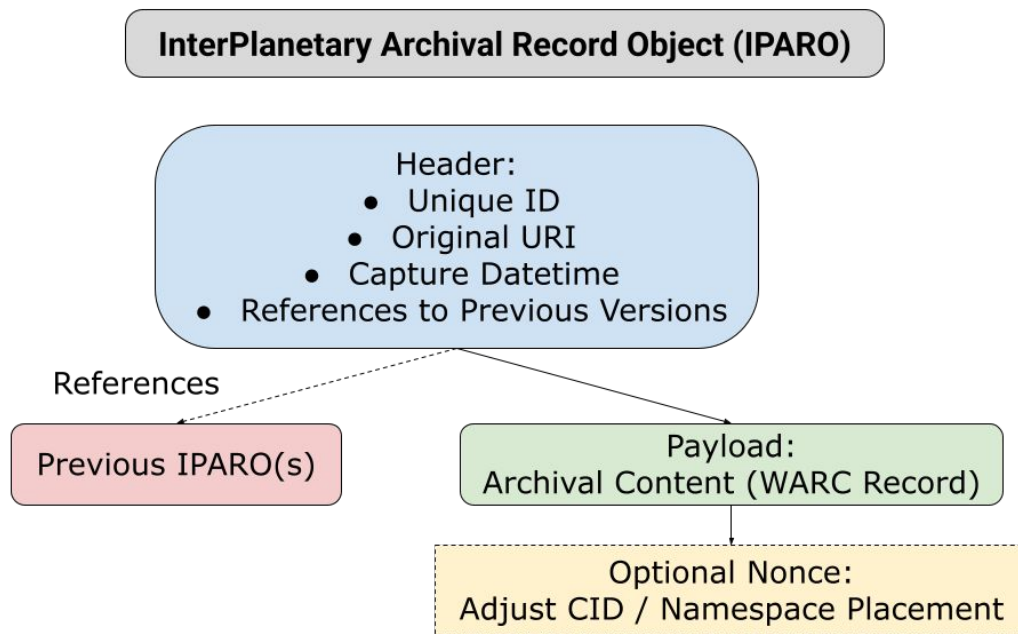 InterPlanetary Archival Record Object (IPARO)
Header:
● Unique ID
● Original URI
● Capture Datetime
● References to Previous Versions
References
Previous IPARO(s)
Payload:
Archival Content (WARC Record)
Optional Nonce:
Adjust CID / Namespace Placement